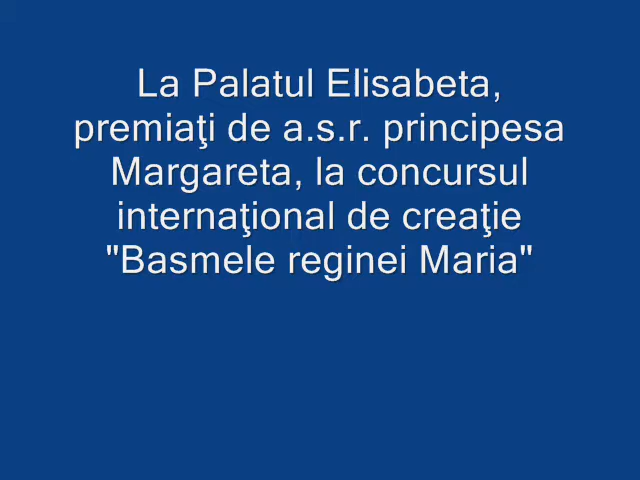 La Palatul Elisabeta,
premiaţi de a.s.r. principesa
Margareta, la concursul
internaţional de creaţie
"Basmele reginei Maria"